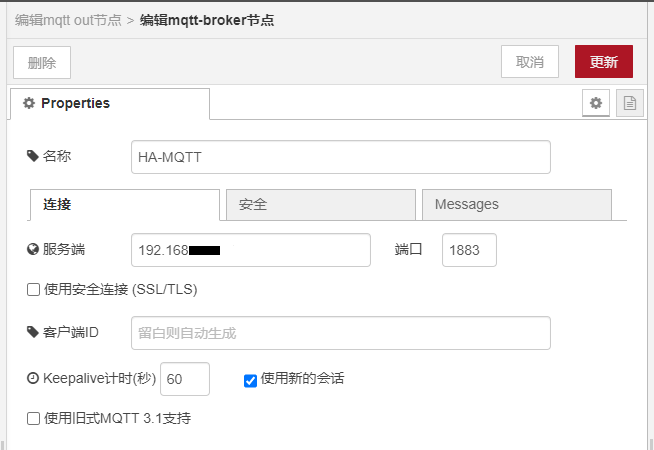 编辑mqtt out节点 > 编辑mqtt-broker节点
删除 取消 更新
Properties
名称 HA-MQTT
连接 安全 Messages
服务端 192.168 端口 1883
使用安全连接 (SSL/TLS)
客户端ID 留白则自动生成
Keepalive计时(秒) 60 使用新的会话
使用旧式MQTT 3.1支持